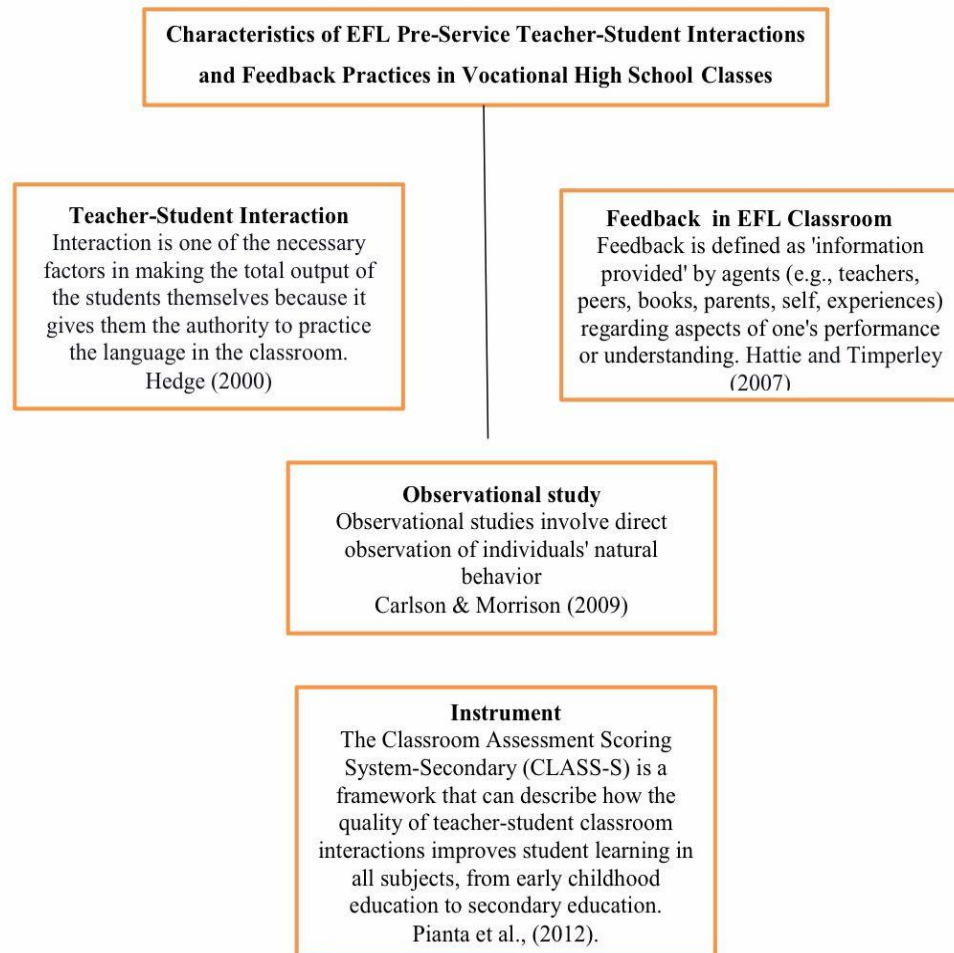 Characteristics of EFL Pre-Service Teacher-Student Interactions
and Feedback Practices in Vocational High School Classes
Teacher-Student Interaction
Interaction is one of the necessary
factors in making the total output of
the students themselves because it
gives them the authority to practice
the language in the classroom.
Hedge (2000)
Feedback in EFL Classroom
Feedback is defined as 'information
provided' by agents (e.g., teachers,
peers, books, parents, self, experiences)
regarding aspects of one's performance
or understanding. Hattie and Timperley
(2007)
Observational study
Observational studies involve direct
observation of individuals' natural
behavior
Carlson & Morrison (2009)
Instrument
The Classroom Assessment Scoring
System-Secondary (CLASS-S) is a
framework that can describe how the
quality of teacher-student classroom
interactions improves student learning in
all subjects, from early childhood
education to secondary education.
Pianta et al., (2012).